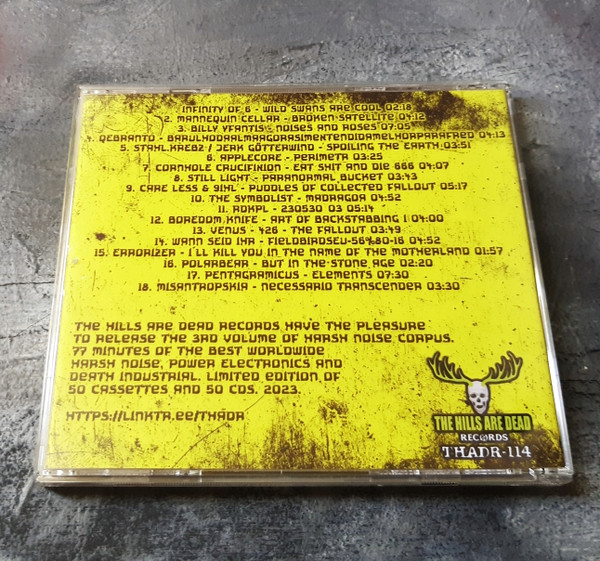 INFINITY OF 6 - WILD SWANS ARE COOL 02:18
2. MANNEQUIN CELLAR - BROKEN SATELLITE 04:12
3. BILLY YFANTIS - NOISES AND ROSES 07:05
4. QEBRANTO - BARULHODARLMARGORASIMEKTENDIDAMELHORPARAFRED 04:13
5. STAHL.KREBZ / JERK GÖTTERWIND - SPOILING THE EARTH 03:51
6. APPLECORE - PERIMETA 03:25
7. CORNHOLE CRUCIFIXION - EAT SHIT AND DIE 666 04:07
8. STILL LIGHT - PARANORMAL BUCKET 03:43
9. CARE LESS & 91HL - PUDDLES OF COLLECTED FALLOUT 05:17
10. THE SYMBOLIST - MADRAGOA 04:52
11. ADKPL - 230530 03 05:14
12. BOREDOM KNIFE - ART OF BACKSTABBING I 04:00
13. VENUS - 426 - THE FALLOUT 03:49
14. WANN SEID IHR - FIELDBIRDSEU-56%80-16 04:52
15. ERRORIZER - I'LL KILL YOU IN THE NAME OF THE MOTHERLAND 01:57
16. POLARBEAR - BUT IN THE STONE AGE 02:20
17. PENTAGRAMICUS - ELEMENTS 07:30
18. MISANTROPSKIA - NECESSARIO TRANSCENDER 03:30
THE HILLS ARE DEAD RECORDS HAVE THE PLEASURE
TO RELEASE THE 3RD VOLUME OF HARSH NOISE CORPUS.
77 MINUTES OF THE BEST WORLDWIDE
HARSH NOISE, POWER ELECTRONICS AND
DEATH INDUSTRIAL. LIMITED EDITION OF
50 CASSETTES AND 50 CDS. 2023.
HTTPS://LINKTR.EE/THADR
THE HILLS ARE DEAD
RECORDS
THADR-114